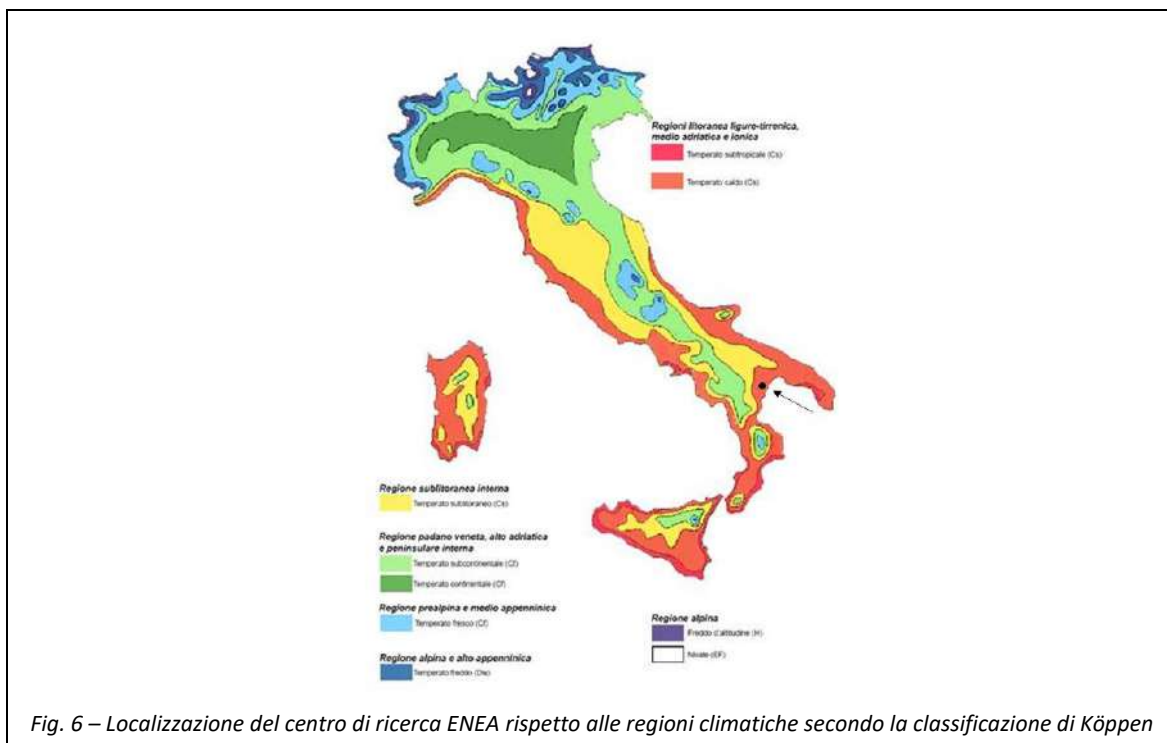 Regioni litoranea ligure-tirrenica,
medio adriatica e ionica
Temperato subtropicale (Cs)
Temperato caldo (Cs)
Regione sublitoranea interna
Temperato sublitoraneo (Cs)
Regione padano veneta, alto adriatica
e peninsulare interna
Temperato subcontinentale (Cf)
Temperato continentale (Cf)
Regione prealpina e medio appenninica
Temperato fresco (Cf)
Regione alpina e alto appenninica
Temperato freddo (Dw)
Regione alpina
Freddo d'altitudine (H)
Nivale (EF)
Fig. 6 – Localizzazione del centro di ricerca ENEA rispetto alle regioni climatiche secondo la classificazione di Köppen